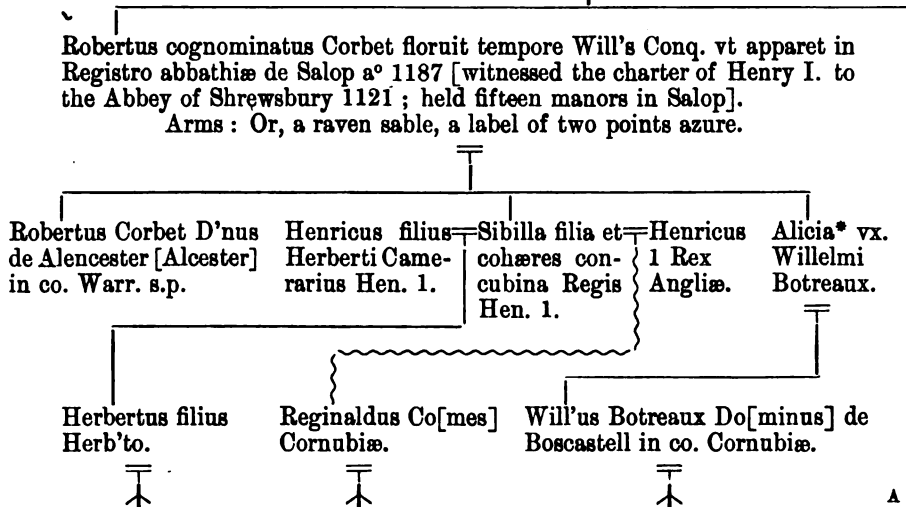 Robertus cognominatus Corbet floruit tempore Will's Conq. vt apparet in
Registro abbathiæ de Salop aº 1187 [witnessed the charter of Henry I. to
the Abbey of Shrewsbury 1121 ; held fifteen manors in Salop].
Arms : Or, a raven sable, a label of two points azure.
Robertus Corbet D'nus
de Alencester [Alcester]
in co. Warr. s.p.
Henricus filius
Herberti Came-
rarius Hen. 1.
Sibilla filia et
cohæres con-
cubina Regis
Hen. 1.
Henricus
1 Rex
Angliæ.
Alicia* vx.
Willelmi
Botreaux.
Herbertus filius
Herb'to.
Reginaldus Co[mes]
Cornubiæ.
Will'us Botreaux Do[minus] de
Boscastell in co. Cornubiæ.
A